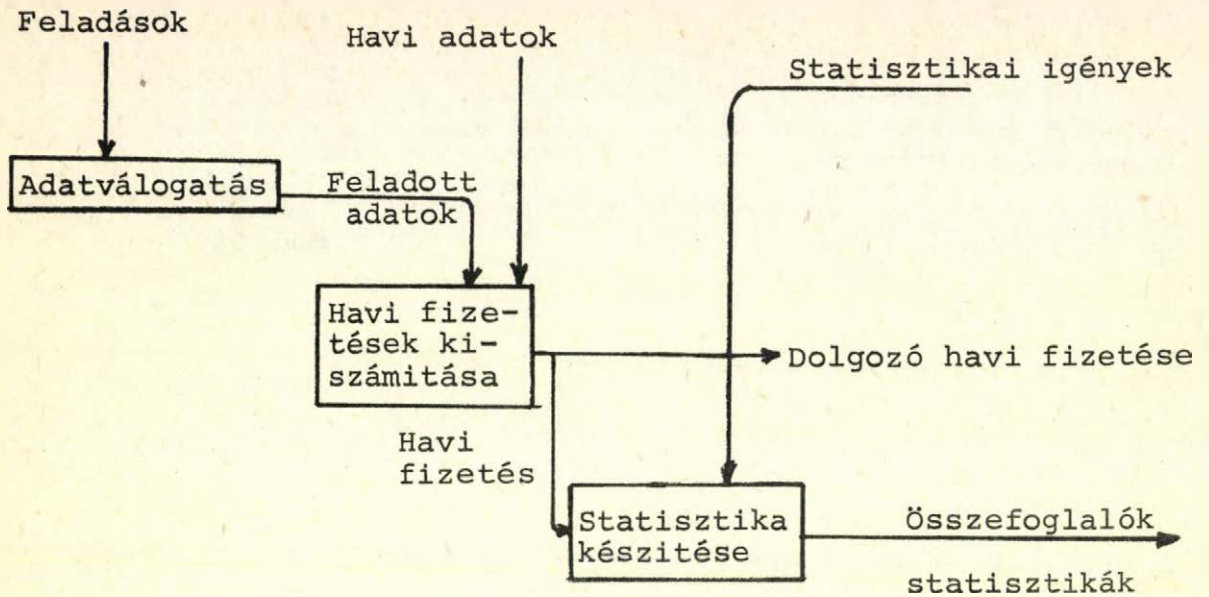 Feladások
Havi adatok
Statisztikai igények
Adatválogatás
Feladott
adatok
Havi fize-
tések ki-
számitása
Dolgozó havi fizetése
Havi
fizetés
Statisztika
készitése
Összefoglalók
statisztikák